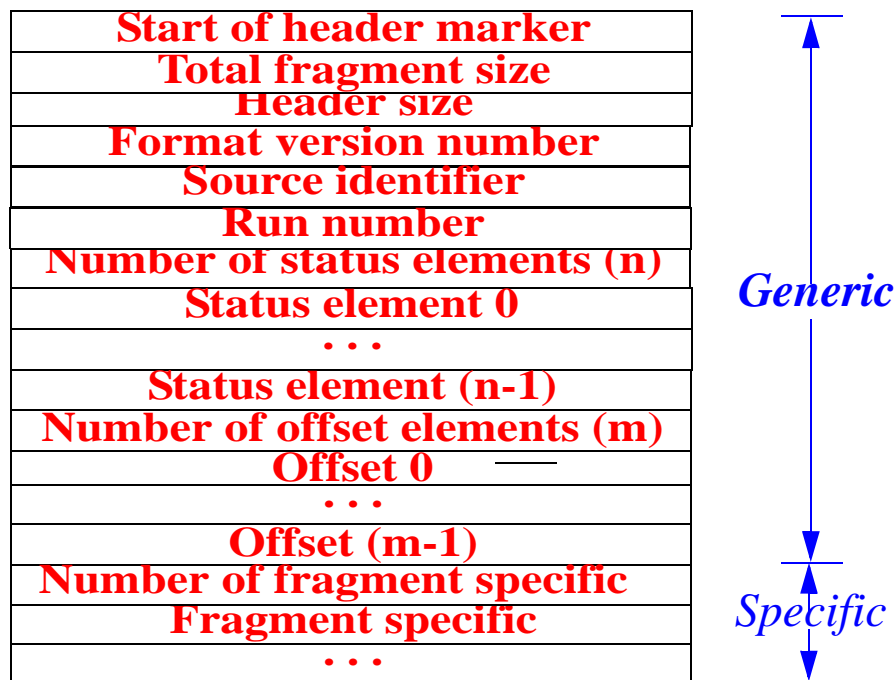 Start of header marker
Total fragment size
Header size
Format version number
Source identifier
Run number
Number of status elements (n)
Status element 0
. . .
Status element (n-1)
Number of offset elements (m)
Offset 0
. . .
Offset (m-1)
Number of fragment specific
Fragment specific
. . .
Generic
Specific